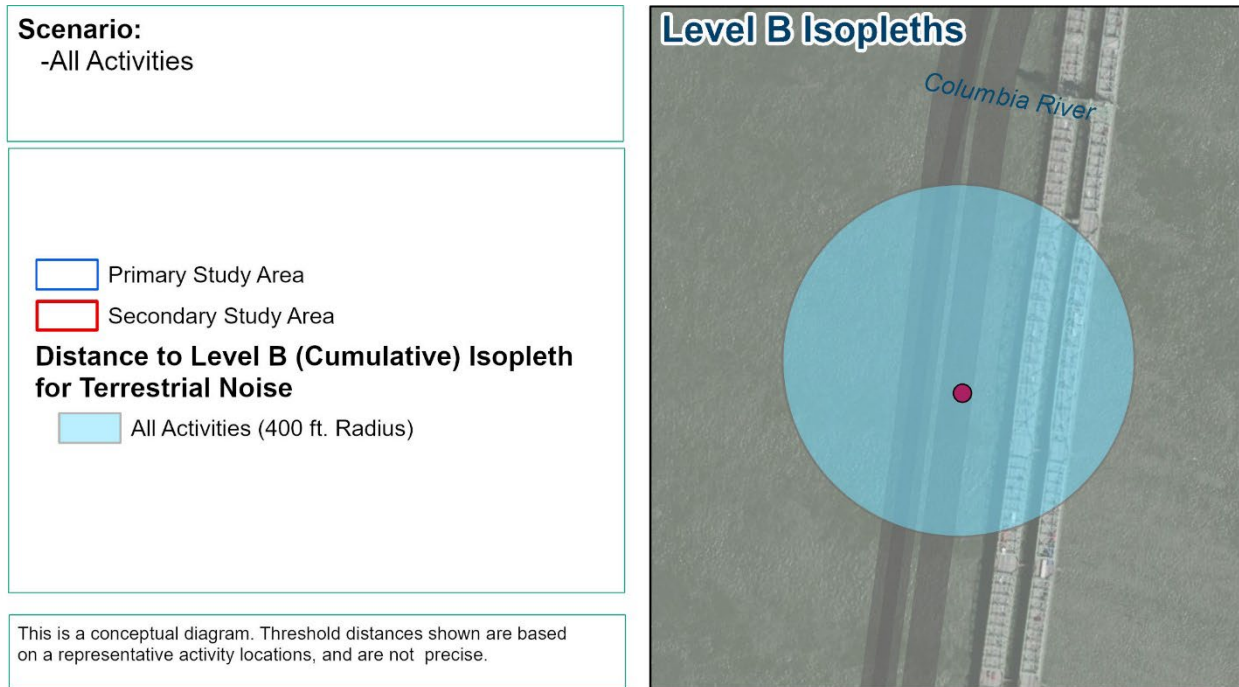 Scenario:
-All Activities
Primary Study Area
Secondary Study Area
Distance to Level B (Cumulative) Isopleth
for Terrestrial Noise
All Activities (400 ft. Radius)
This is a conceptual diagram. Threshold distances shown are based
on a representative activity locations, and are not precise.
Level B Isopleths
Columbia River